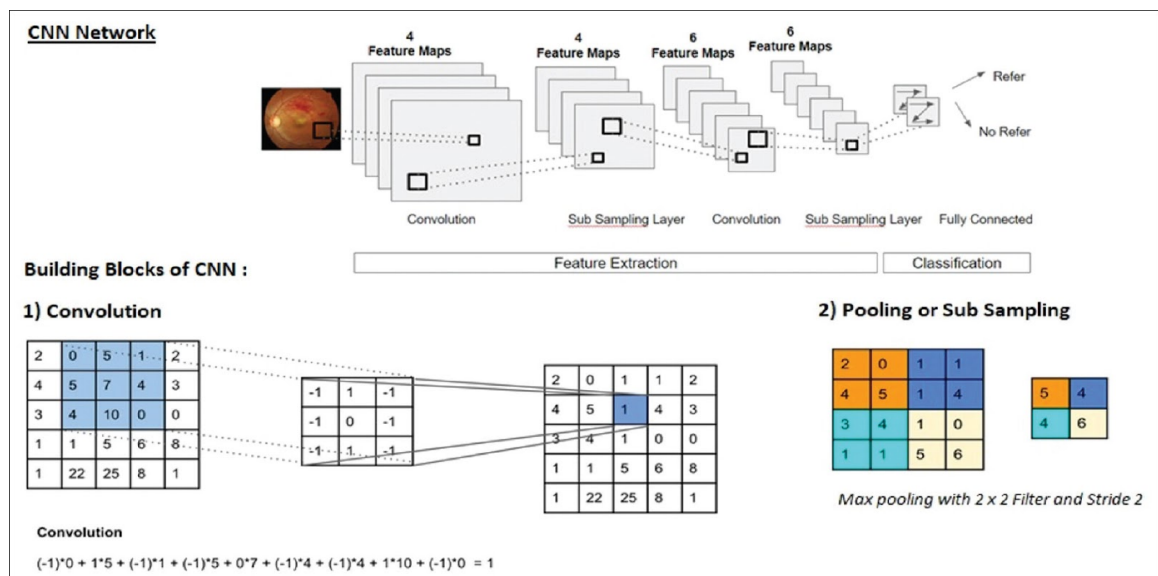 CNN Network
4
Feature Maps
4
Feature Maps
6
Feature Maps
6
Feature Maps
Refer
No Refer
Convolution
Sub Sampling Layer
Convolution
Sub Sampling Layer
Fully Connected
Feature Extraction
Classification
Building Blocks of CNN :
1) Convolution
2 0 5 1 2
4 5 7 4 3
3 4 10 0 0
1 1 5 6 8
1 22 25 8 1
-1 1 -1
-1 0 -1
-1 1 -1
2 0 1 1 2
4 5 1 4 3
3 4 1 0 0
1 1 5 6 8
1 22 25 8 1
Convolution
(-1)*0 + 1*5 + (-1)*1 + (-1)*5 + 0*7 + (-1)*4 + (-1)*4 + 1*10 + (-1)*0 = 1
2) Pooling or Sub Sampling
2 0 1 1
4 5 1 4
3 4 1 0
1 1 5 6
5 4
4 6
Max pooling with 2 x 2 Filter and Stride 2